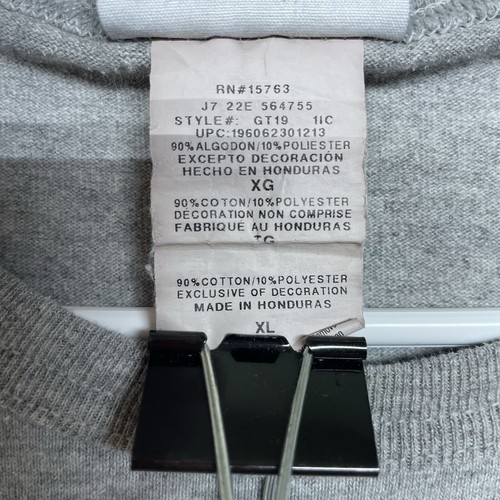 RN#15763
J7 22E 564755
STYLE#: GT19 1IC
UPC:196062301213
90%ALGODON/10%POLIESTER
EXCEPTO DECORACIÓN
HECHO EN HONDURAS
XG
90%COTON/10%POLYESTER
DÉCORATION NON COMPRISE
FABRIQUÉ AU HONDURAS
TG
90%COTTON/10%POLYESTER
EXCLUSIVE OF DECORATION
MADE IN HONDURAS
XL